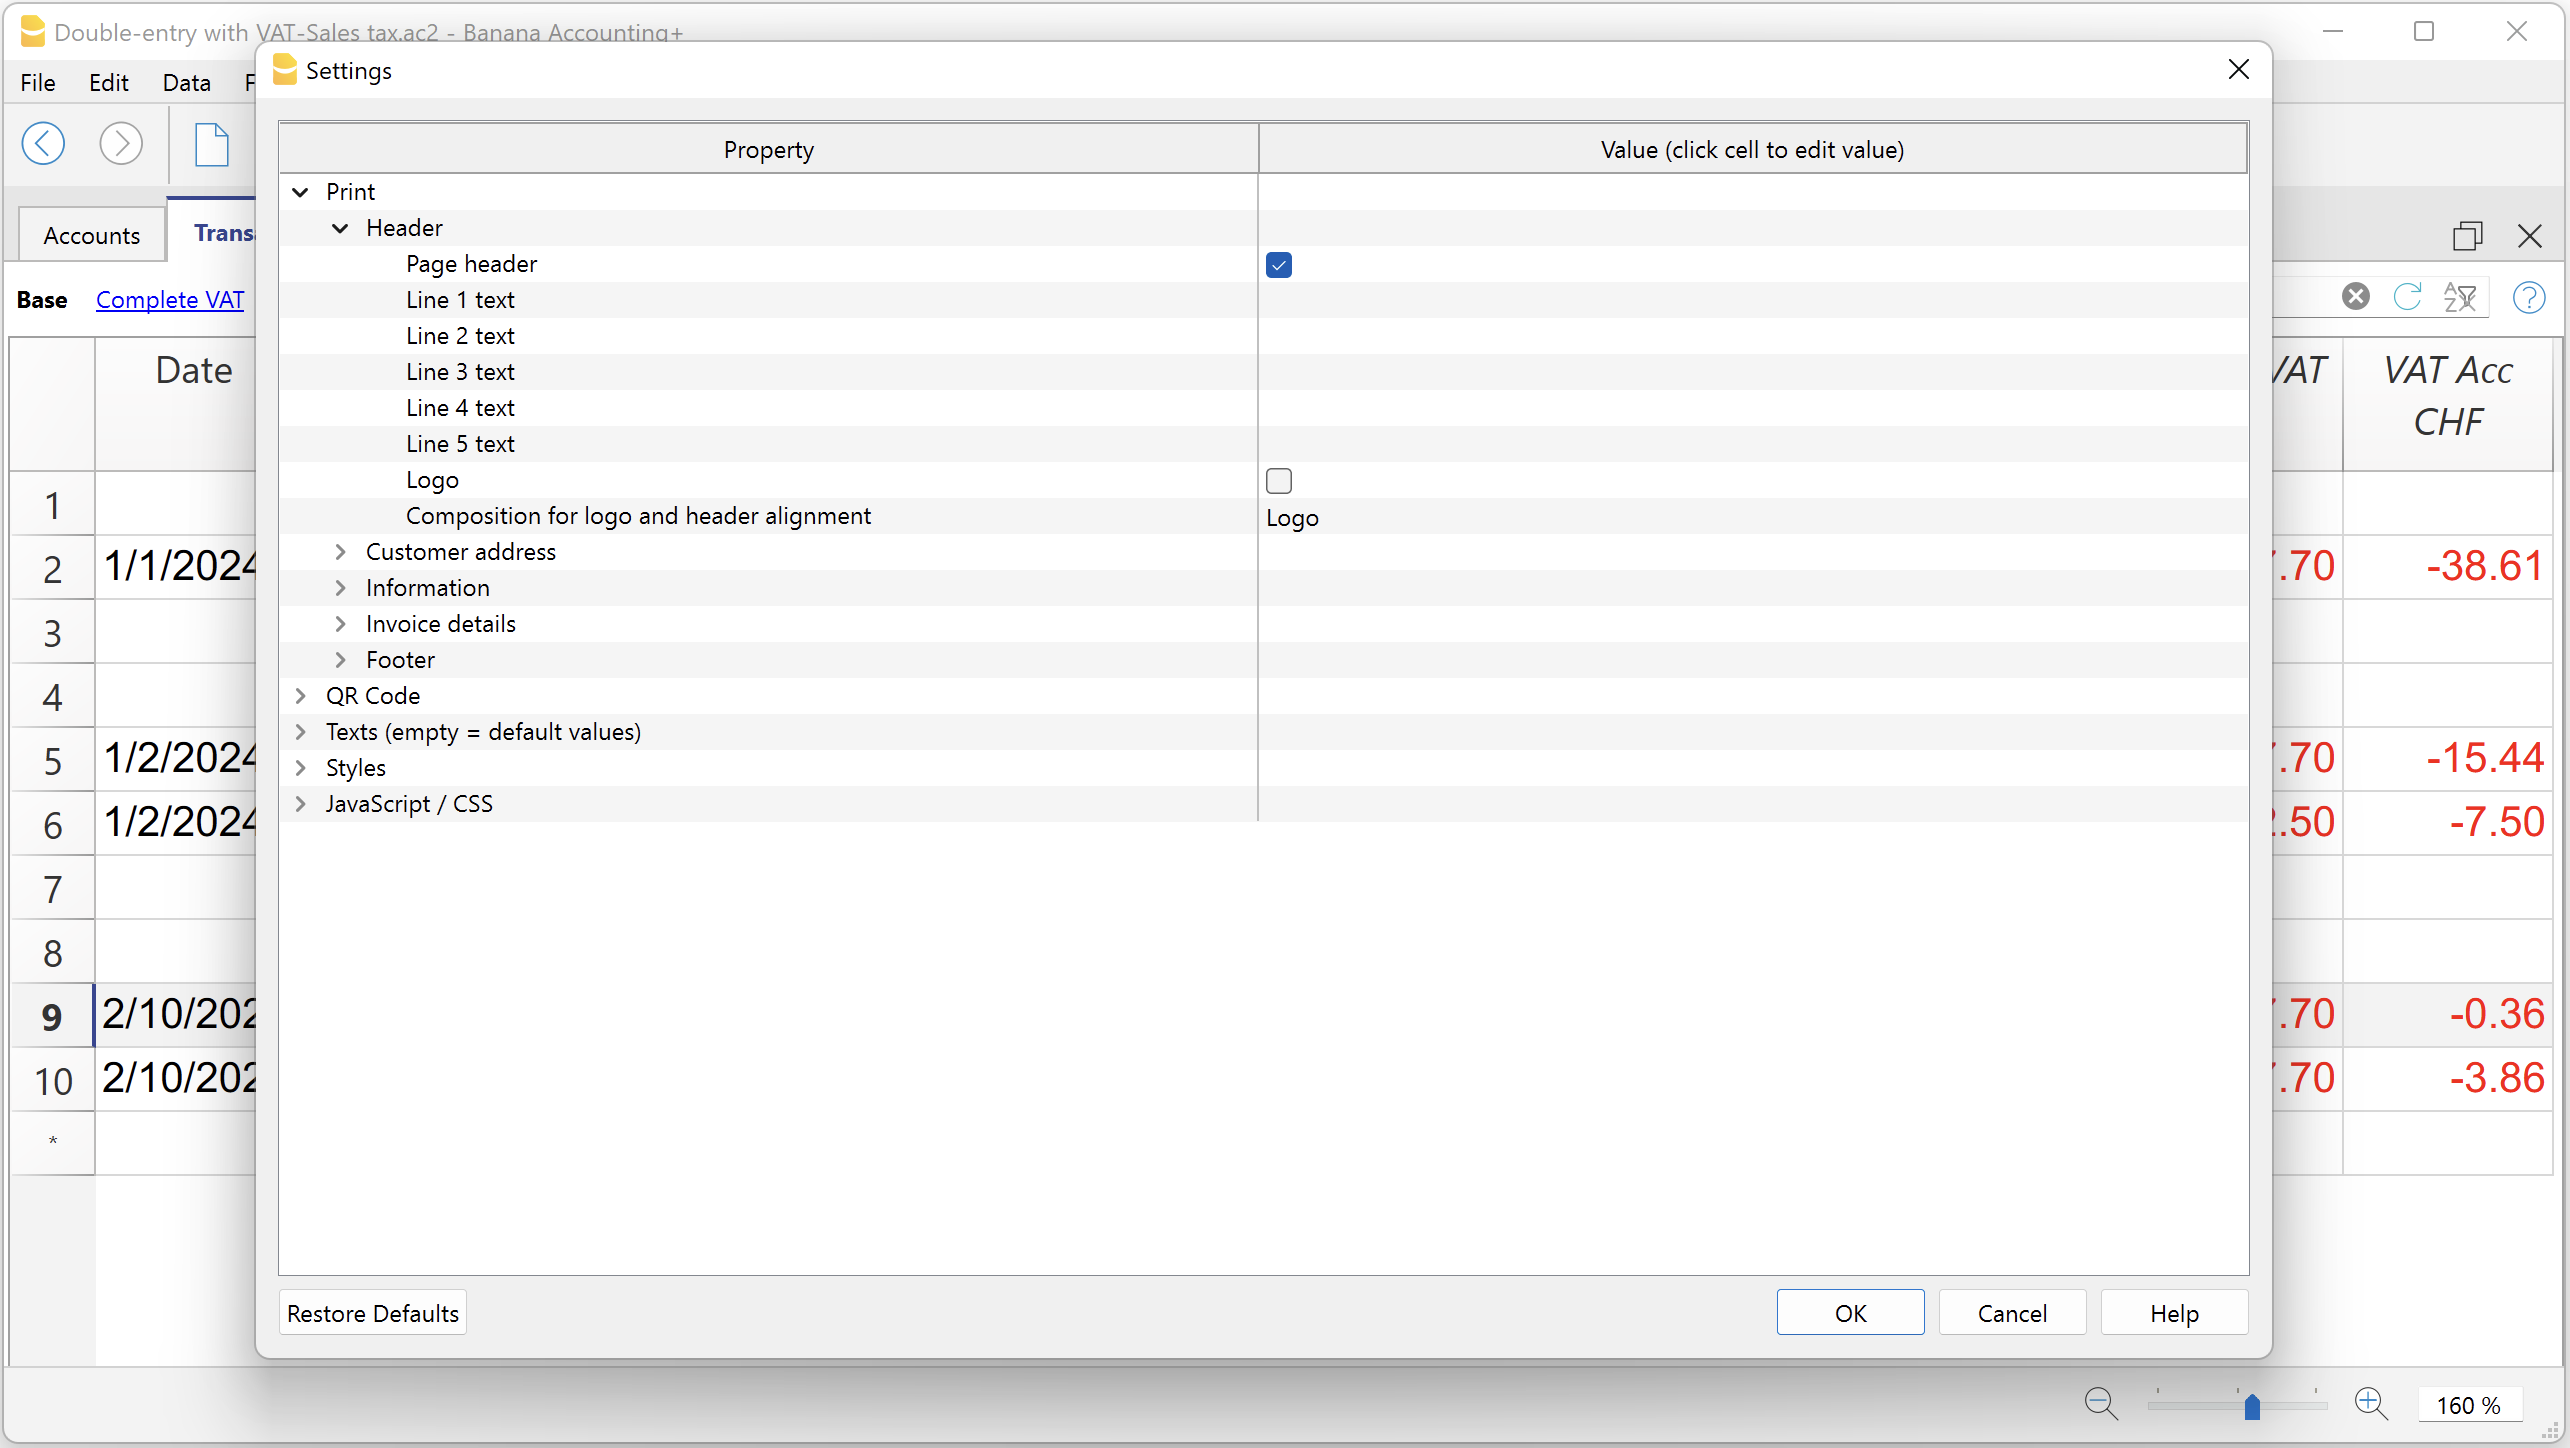 Double-entry with VAT-Sales tax.ac2 - Banana Accounting+
Settings
File Edit Data
Property Value (click cell to edit value)
Print
Header
Page header
Line 1 text
Line 2 text
Line 3 text
Line 4 text
Line 5 text
Logo
Composition for logo and header alignment Logo
Customer address
Information
Invoice details
Footer
QR Code
Texts (empty = default values)
Styles
JavaScript / CSS
Restore Defaults OK Cancel Help
Accounts
Base Complete VAT
Date VAT VAT Acc
CHF
1
2 1/1/2024 .70 -38.61
3
4
5 1/2/2024 .70 -15.44
6 1/2/2024 .50 -7.50
7
8
9 2/10/202 .70 -0.36
10 2/10/202 .70 -3.86
*
160 %